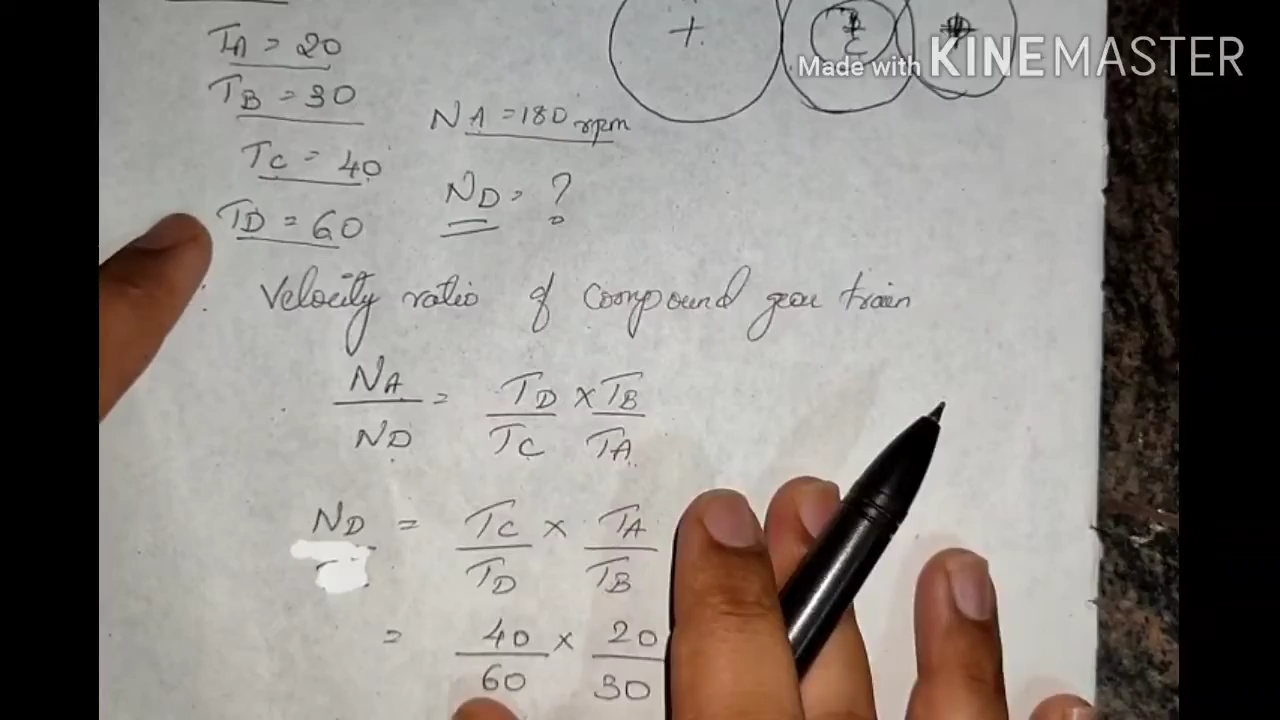 TA = 20
TB = 30
NA = 180 rpm
TC = 40
ND = ?
TD = 60
Velocity ratio of compound gear train
NA / ND = TD / TC × TB / TA
ND = TC / TD × TA / TB
= 40 / 60 × 20 / 30
C
Made with KINEMASTER